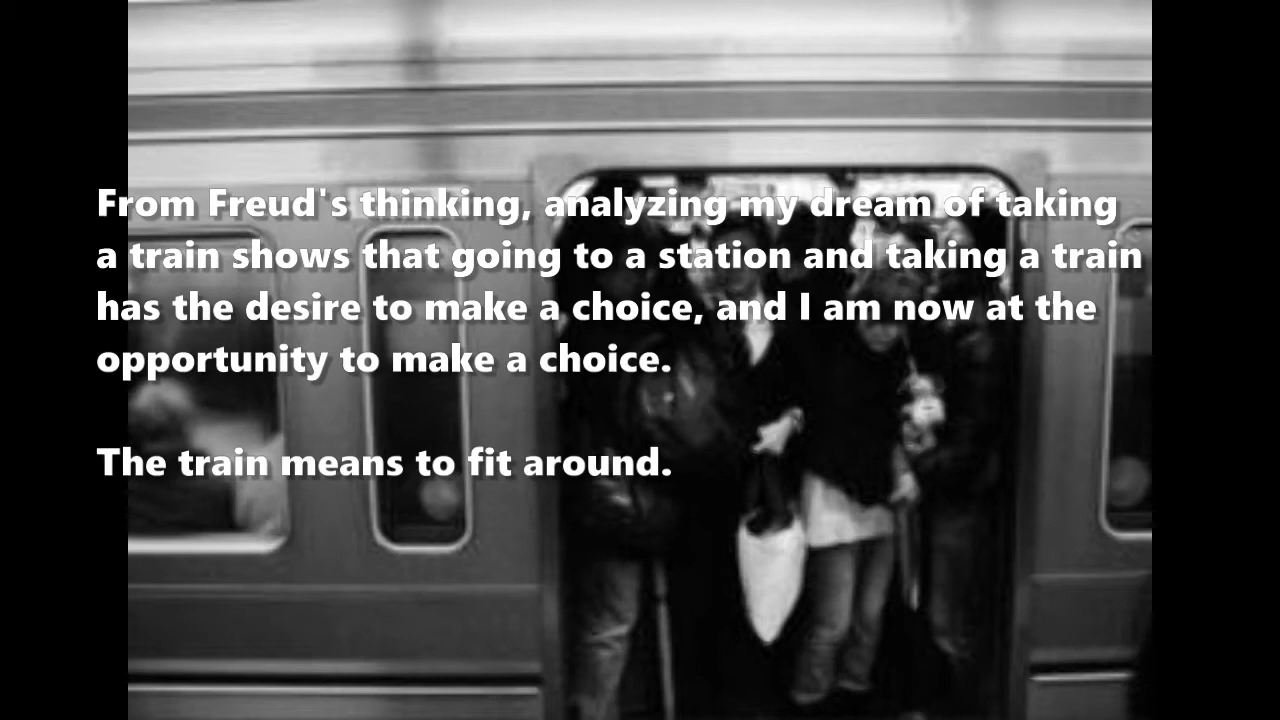 From Freud's thinking, analyzing my dream of taking
a train shows that going to a station and taking a train
has the desire to make a choice, and I am now at the
opportunity to make a choice.
The train means to fit around.